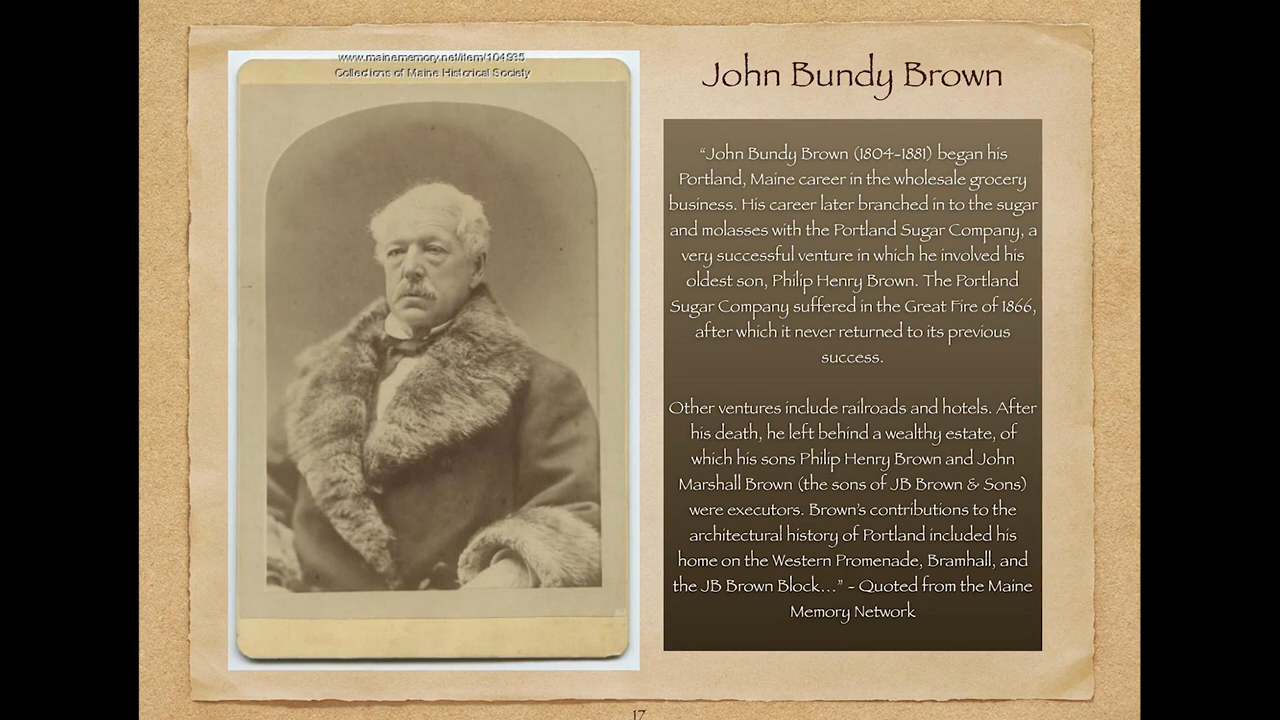 www.mainememory.net/item/104935
Collections of Maine Historical Society
John Bundy Brown
“John Bundy Brown (1804-1881) began his
Portland, Maine career in the wholesale grocery
business. His career later branched in to the sugar
and molasses with the Portland Sugar Company, a
very successful venture in which he involved his
oldest son, Philip Henry Brown. The Portland
Sugar Company suffered in the Great Fire of 1866,
after which it never returned to its previous
success.
Other ventures include railroads and hotels. After
his death, he left behind a wealthy estate, of
which his sons Philip Henry Brown and John
Marshall Brown (the sons of JB Brown & Sons)
were executors. Brown's contributions to the
architectural history of Portland included his
home on the Western Promenade, Bramhall, and
the JB Brown Block…” - Quoted from the Maine
Memory Network
17